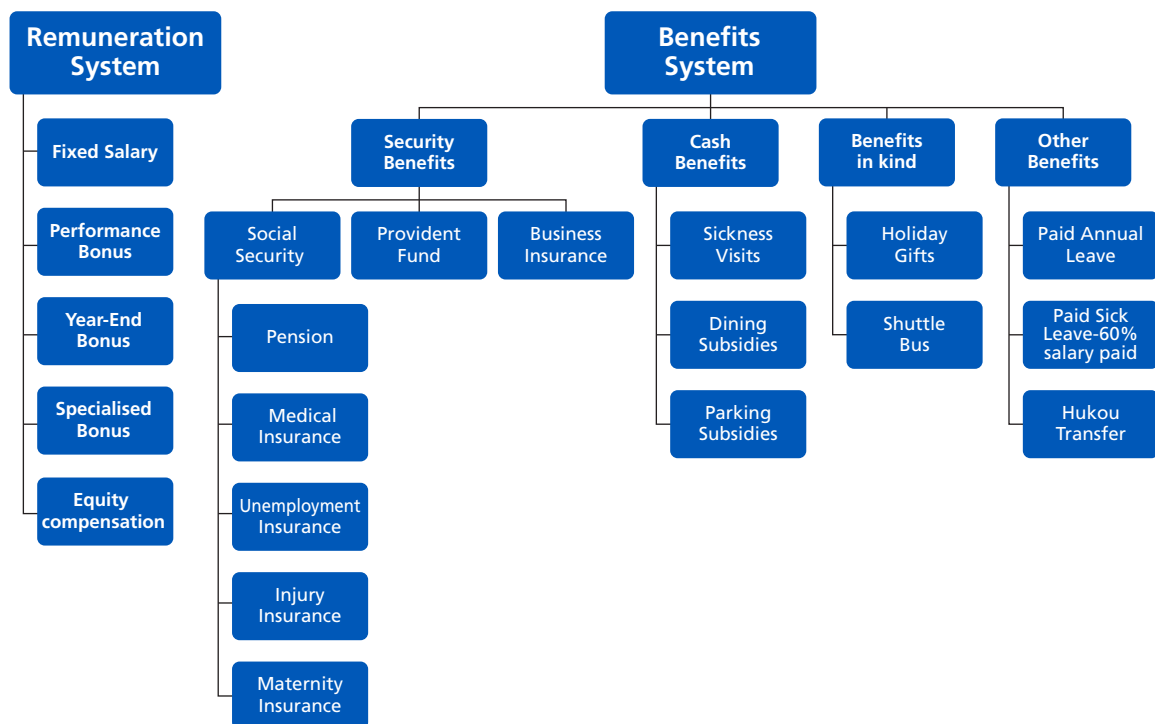 Remuneration
System
Fixed Salary
Performance
Bonus
Year-End
Bonus
Specialised
Bonus
Equity
compensation
Benefits
System
Security
Benefits
Social
Security
Pension
Medical
Insurance
Unemployment
Insurance
Injury
Insurance
Maternity
Insurance
Provident
Fund
Business
Insurance
Cash
Benefits
Sickness
Visits
Dining
Subsidies
Parking
Subsidies
Benefits
in kind
Holiday
Gifts
Shuttle
Bus
Other
Benefits
Paid Annual
Leave
Paid Sick
Leave-60%
salary paid
Hukou
Transfer